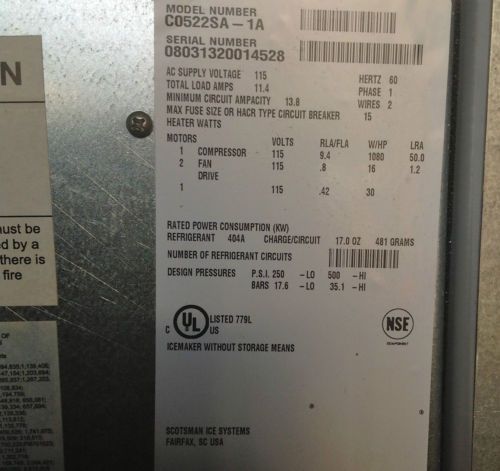 MODEL NUMBER
C0522SA-1A
SERIAL NUMBER
08031320014528
AC SUPPLY VOLTAGE 115 HERTZ 60
TOTAL LOAD AMPS 11.4 PHASE 1
MINIMUM CIRCUIT AMPACITY 13.8 WIRES 2
MAX FUSE SIZE OR HACR TYPE CIRCUIT BREAKER 15
HEATER WATTS
MOTORS VOLTS RLA/FLA W/HP LRA
1 COMPRESSOR 115 9.4 1080 50.0
2 FAN 115 .8 16 1.2
DRIVE
1 115 .42 30
RATED POWER CONSUMPTION (KW)
REFRIGERANT 404A CHARGE/CIRCUIT 17.0 OZ 481 GRAMS
NUMBER OF REFRIGERANT CIRCUITS
DESIGN PRESSURES P.S.I. 250 -LO 500 -HI
BARS 17.6 -LO 35.1 -HI
C UL LISTED 779L
US
NSE
COMPONENT
ICEMAKER WITHOUT STORAGE MEANS
SCOTSMAN ICE SYSTEMS
FAIRFAX, SC USA
N
must be
ed by a
there is
fire
OF